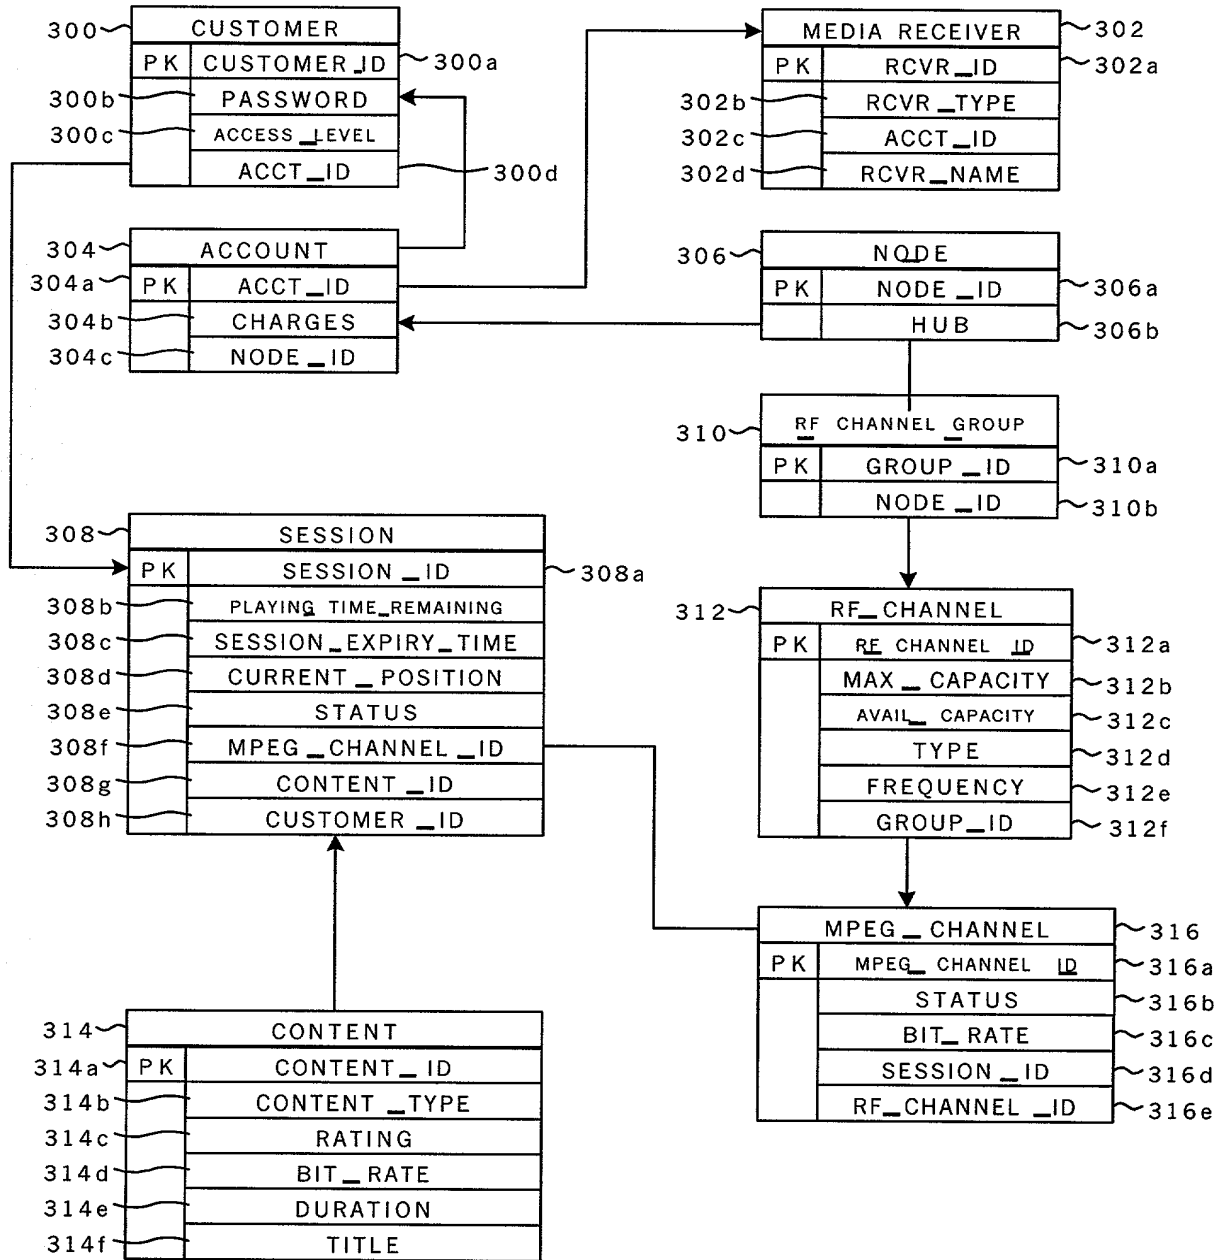 300 CUSTOMER
PK CUSTOMER_ID 300a
300b PASSWORD
300c ACCESS_LEVEL
ACCT_ID 300d
MEDIA RECEIVER 302
PK RCVR_ID 302a
302b RCVR_TYPE
302c ACCT_ID
302d RCVR_NAME
304 ACCOUNT
304a PK ACCT_ID
304b CHARGES
304c NODE_ID
306 NODE
PK NODE_ID 306a
HUB 306b
310 RF CHANNEL_GROUP
PK GROUP_ID 310a
NODE_ID 310b
308 SESSION
PK SESSION_ID 308a
308b PLAYING TIME_REMAINING
308c SESSION_EXPIRY_TIME
308d CURRENT_POSITION
308e STATUS
308f MPEG_CHANNEL_ID
308g CONTENT_ID
308h CUSTOMER_ID
312 RF_CHANNEL
PK RF CHANNEL ID 312a
MAX_CAPACITY 312b
AVAIL_CAPACITY 312c
TYPE 312d
FREQUENCY 312e
GROUP_ID 312f
MPEG_CHANNEL 316
PK MPEG_CHANNEL ID 316a
STATUS 316b
BIT_RATE 316c
SESSION_ID 316d
RF_CHANNEL_ID 316e
314 CONTENT
314a PK CONTENT_ID
314b CONTENT_TYPE
314c RATING
314d BIT_RATE
314e DURATION
314f TITLE